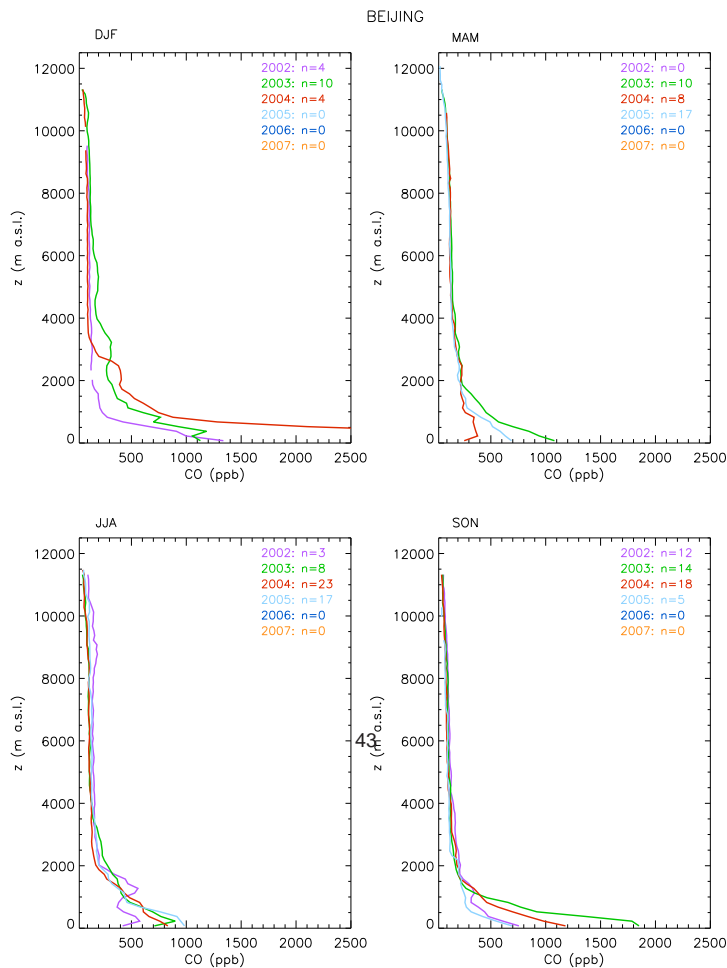 BEIJING
DJF
2002: n=4
2003: n=10
2004: n=4
2005: n=0
2006: n=0
2007: n=0
12000
10000
8000
6000
4000
2000
0
z (m a.s.l.)
500 1000 1500 2000 2500
CO (ppb)
MAM
2002: n=0
2003: n=10
2004: n=8
2005: n=17
2006: n=0
2007: n=0
12000
10000
8000
6000
4000
2000
0
z (m a.s.l.)
500 1000 1500 2000 2500
CO (ppb)
JJA
2002: n=3
2003: n=8
2004: n=23
2005: n=17
2006: n=0
2007: n=0
12000
10000
8000
6000
4000
2000
0
z (m a.s.l.)
500 1000 1500 2000 2500
CO (ppb)
43
SON
2002: n=12
2003: n=14
2004: n=18
2005: n=5
2006: n=0
2007: n=0
12000
10000
8000
6000
4000
2000
0
z (m a.s.l.)
500 1000 1500 2000 2500
CO (ppb)